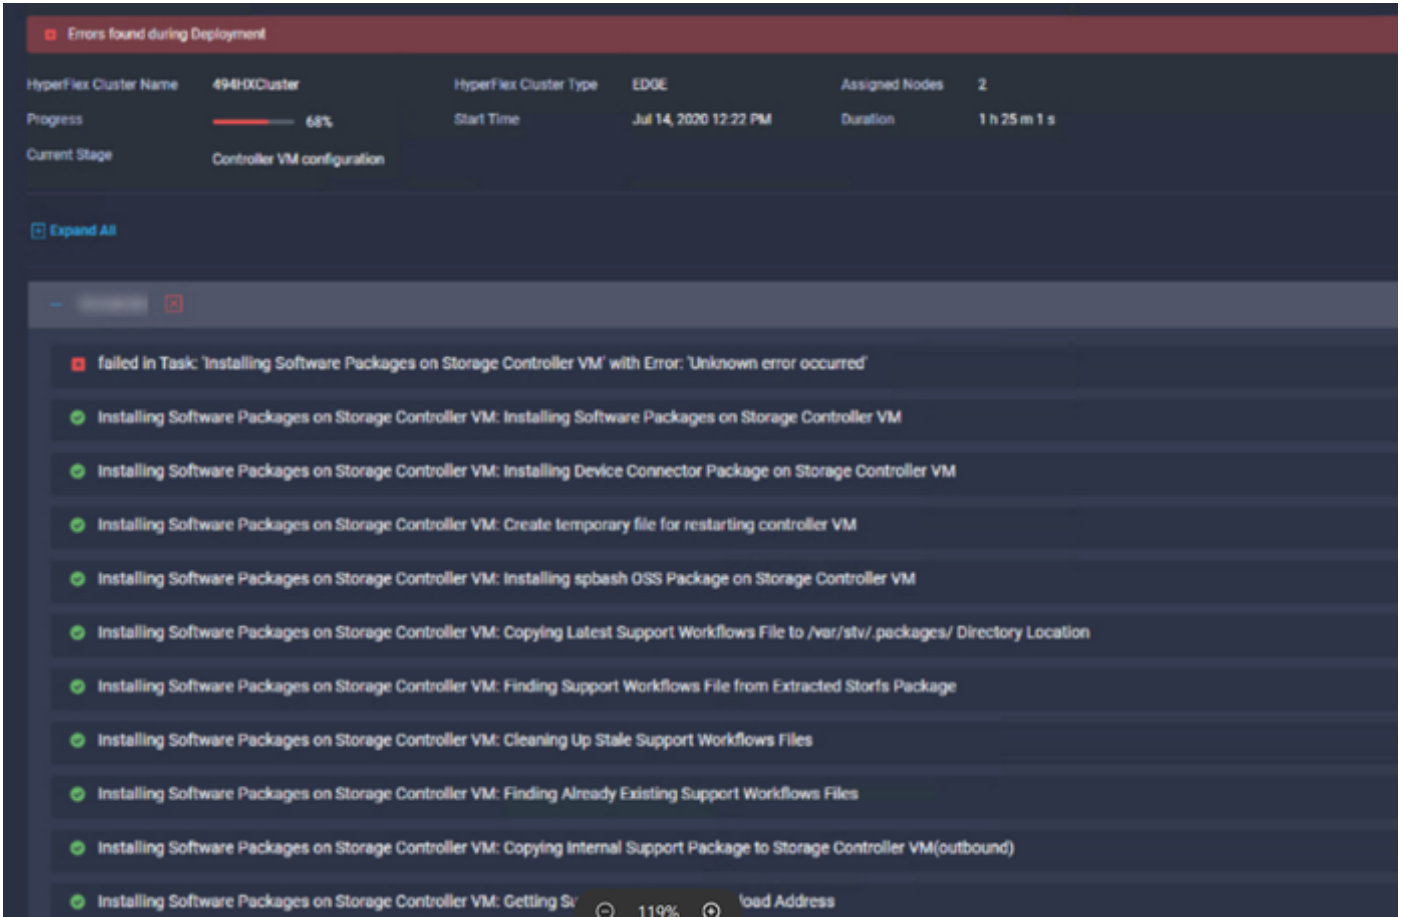 Errors found during Deployment
HyperFlex Cluster Name 494HXCluster HyperFlex Cluster Type EDGE Assigned Nodes 2
Progress 68% Start Time Jul 14, 2020 12:22 PM Duration 1 h 25 m 1 s
Current Stage Controller VM configuration
Expand All
failed in Task: 'Installing Software Packages on Storage Controller VM' with Error: 'Unknown error occurred'
Installing Software Packages on Storage Controller VM: Installing Software Packages on Storage Controller VM
Installing Software Packages on Storage Controller VM: Installing Device Connector Package on Storage Controller VM
Installing Software Packages on Storage Controller VM: Create temporary file for restarting controller VM
Installing Software Packages on Storage Controller VM: Installing spbash OSS Package on Storage Controller VM
Installing Software Packages on Storage Controller VM: Copying Latest Support Workflows File to /var/stv/.packages/ Directory Location
Installing Software Packages on Storage Controller VM: Finding Support Workflows File from Extracted Storfs Package
Installing Software Packages on Storage Controller VM: Cleaning Up Stale Support Workflows Files
Installing Software Packages on Storage Controller VM: Finding Already Existing Support Workflows Files
Installing Software Packages on Storage Controller VM: Copying Internal Support Package to Storage Controller VM(outbound)
Installing Software Packages on Storage Controller VM: Getting Address
119%